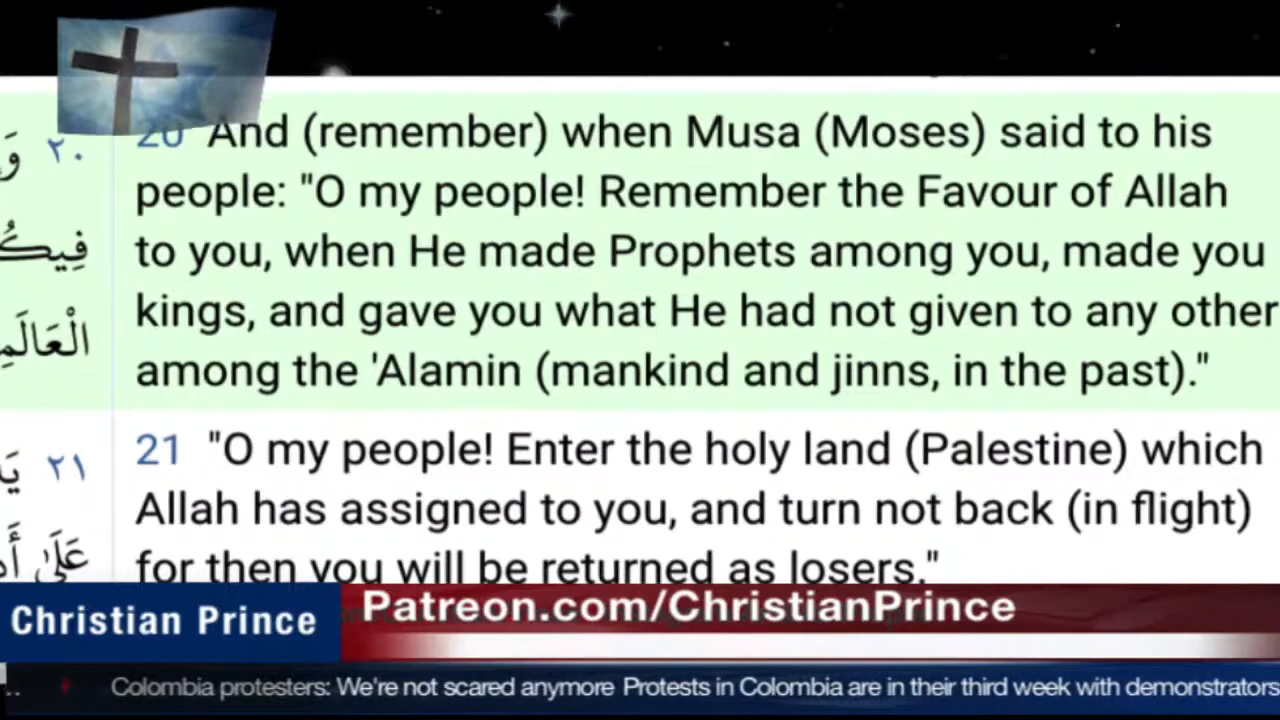 20 And (remember) when Musa (Moses) said to his
people: "O my people! Remember the Favour of Allah
to you, when He made Prophets among you, made you
kings, and gave you what He had not given to any other
among the 'Alamin (mankind and jinns, in the past)."
٢٠
21 "O my people! Enter the holy land (Palestine) which
Allah has assigned to you, and turn not back (in flight)
for then you will be returned as losers."
٢١
Christian Prince
Patreon.com/ChristianPrince
.. Colombia protesters: We're not scared anymore Protests in Colombia are in their third week with demonstrators